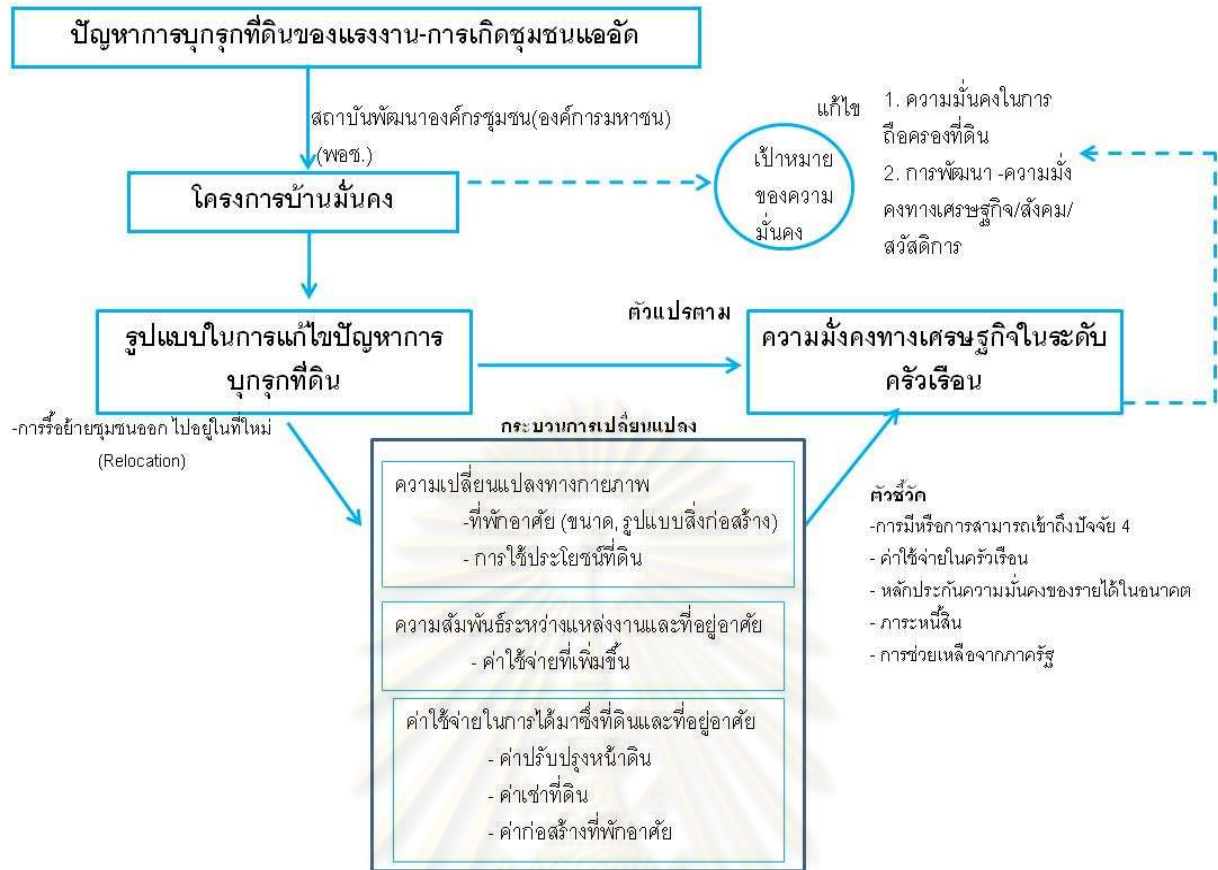 ปัญหาการบุกรุกที่ดินของแรงงาน-การเกิดชุมชนแออัด
สถาบันพัฒนาองค์กรชุมชน(องค์การมหาชน)
(พอช.)
โครงการบ้านมั่นคง
เป้าหมาย
ของความ
มั่นคง
แก้ไข
1. ความมั่นคงในการ
ถือครองที่ดิน
2. การพัฒนา -ความมั่ง
คงทางเศรษฐกิจ/สังคม/
สวัสดิการ
รูปแบบในการแก้ไขปัญหาการ
บุกรุกที่ดิน
ตัวแปรตาม
ความมั่งคงทางเศรษฐกิจในระดับ
ครัวเรือน
-การรื้อย้ายชุมชนออก ไปอยู่ในที่ใหม่
(Relocation)
กระบวนการเปลี่ยนแปลง
ความเปลี่ยนแปลงทางกายภาพ
-ที่พักอาศัย (ขนาด, รูปแบบสิ่งก่อสร้าง)
- การใช้ประโยชน์ที่ดิน
ความสัมพันธ์ระหว่างแหล่งงานและที่อยู่อาศัย
- ค่าใช้จ่ายที่เพิ่มขึ้น
ค่าใช้จ่ายในการได้มาซึ่งที่ดินและที่อยู่อาศัย
- ค่าปรับปรุงหน้าดิน
- ค่าเช่าที่ดิน
- ค่าก่อสร้างที่พักอาศัย
ตัวชี้วัก
-การมีหรือการสามารถเข้าถึงปัจจัย 4
- ค่าใช้จ่ายในครัวเรือน
- หลักประกันความมั่นคงของรายได้ในอนาคต
- ภาระหนี้สิน
- การช่วยเหลือจากภาครัฐ